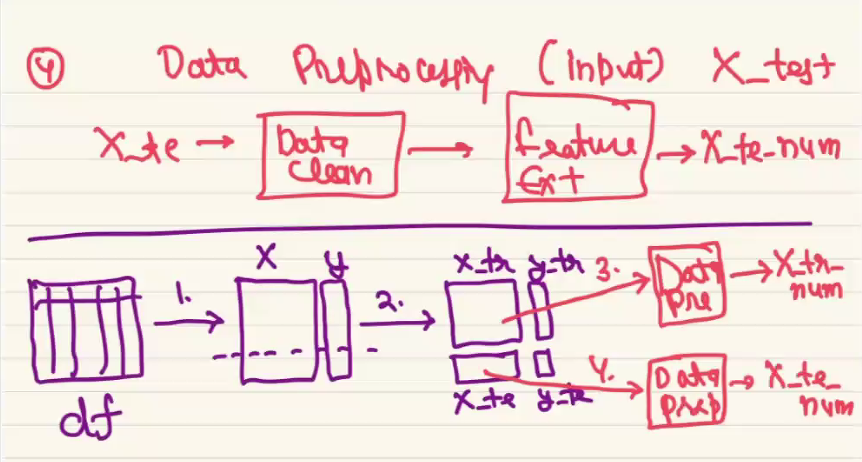 4 Data Preprocessing (input) X_test
X_te → Data Clean → feature Ext → X_te_num
X y
x_tr y_tr
1. 2. 3. Data Pre → X_tr_num
4. Data prep → X_te_num
x_te y_te
df